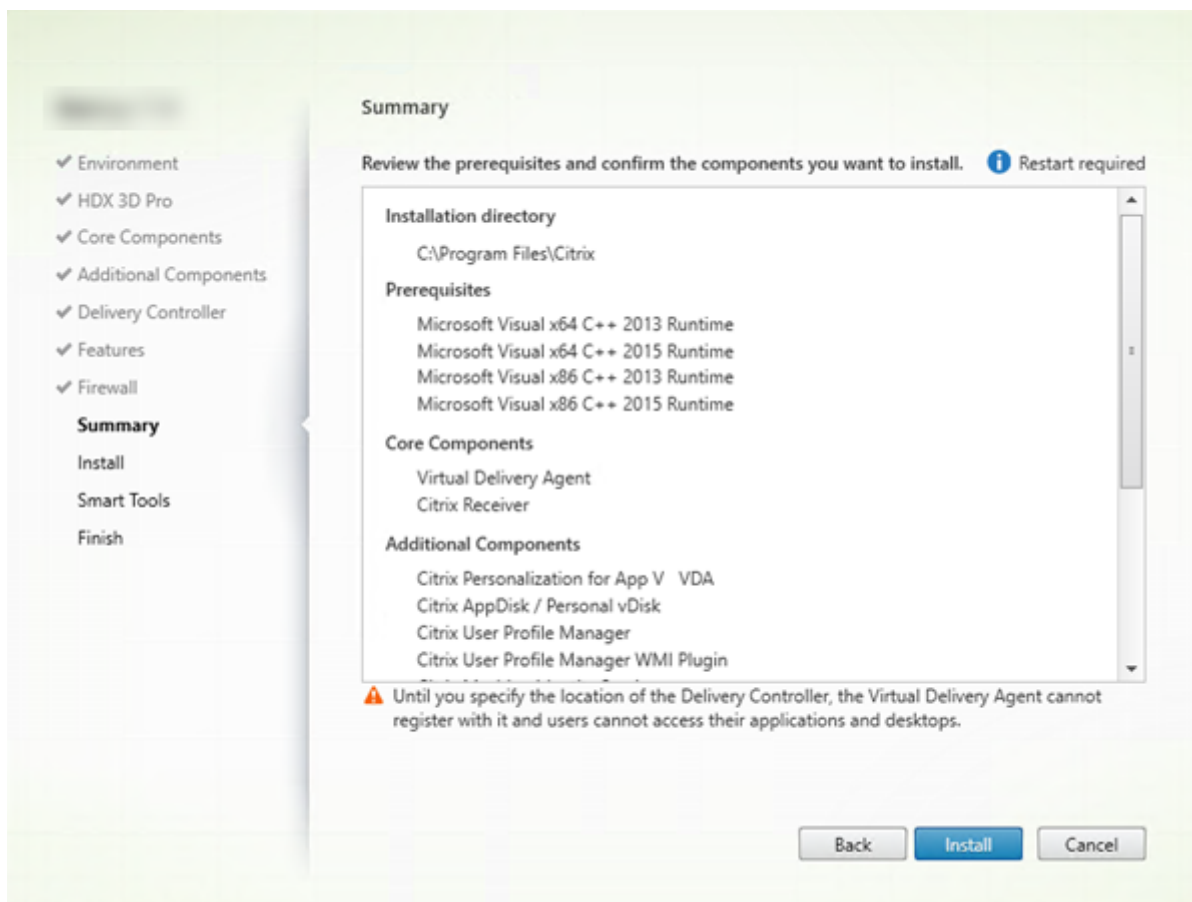 Environment
HDX 3D Pro
Core Components
Additional Components
Delivery Controller
Features
Firewall
Summary
Install
Smart Tools
Finish
Summary
Review the prerequisites and confirm the components you want to install.
Restart required
Installation directory
C:\Program Files\Citrix
Prerequisites
Microsoft Visual x64 C++ 2013 Runtime
Microsoft Visual x64 C++ 2015 Runtime
Microsoft Visual x86 C++ 2013 Runtime
Microsoft Visual x86 C++ 2015 Runtime
Core Components
Virtual Delivery Agent
Citrix Receiver
Additional Components
Citrix Personalization for App V VDA
Citrix AppDisk / Personal vDisk
Citrix User Profile Manager
Citrix User Profile Manager WMI Plugin
Until you specify the location of the Delivery Controller, the Virtual Delivery Agent cannot
register with it and users cannot access their applications and desktops.
Back
Install
Cancel